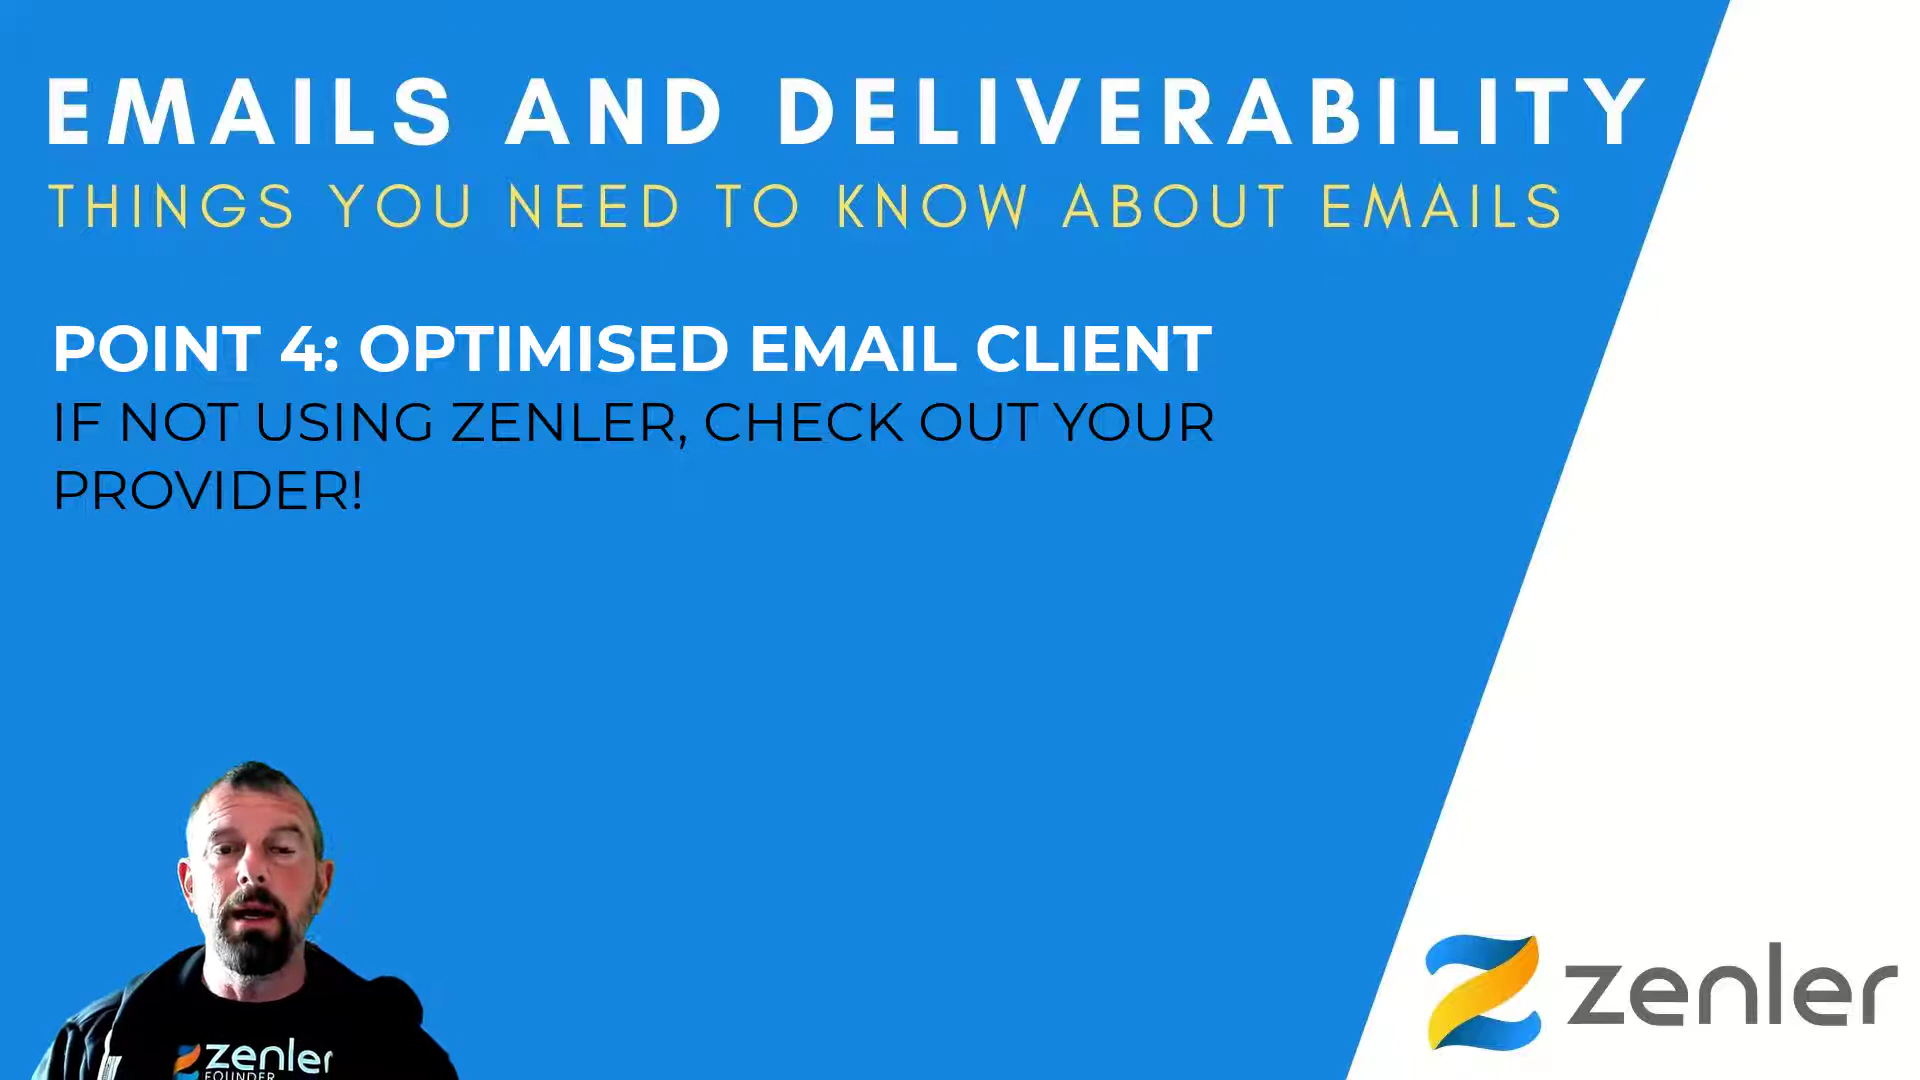 EMAILS AND DELIVERABILITY
THINGS YOU NEED TO KNOW ABOUT EMAILS
POINT 4: OPTIMISED EMAIL CLIENT
IF NOT USING ZENLER, CHECK OUT YOUR
PROVIDER!
zenler
zenler
FOUNDER